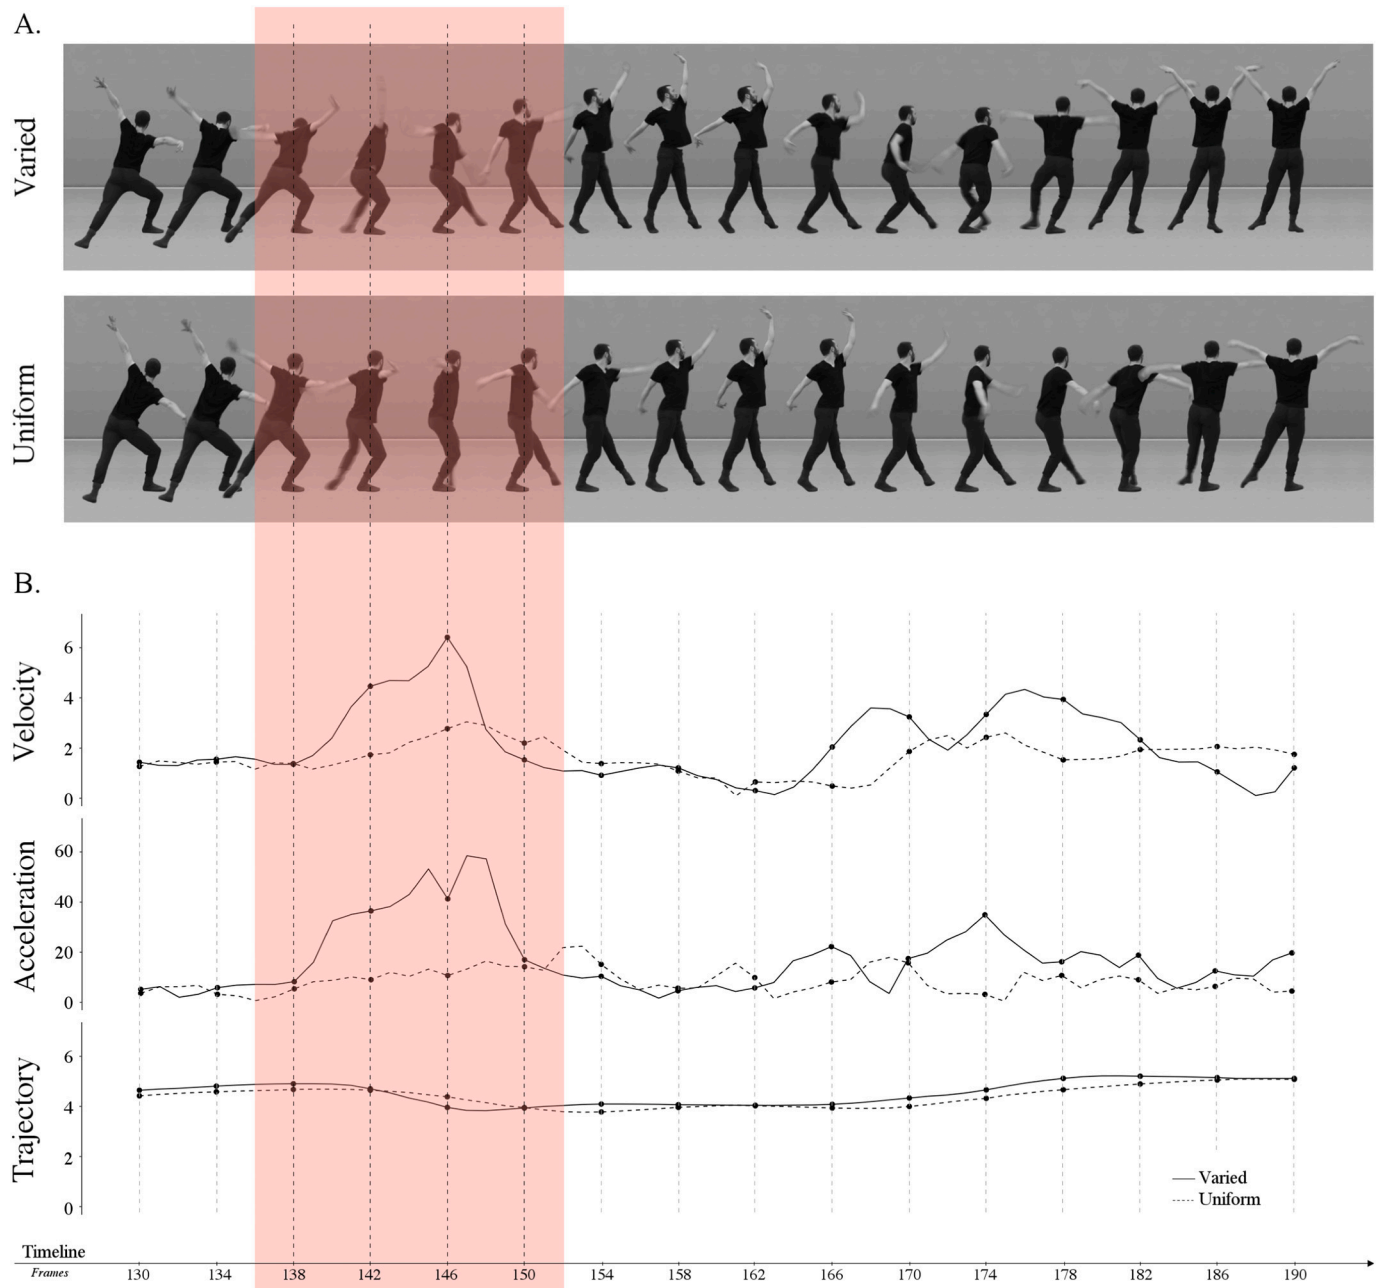 A.
Varied
Uniform
B.
Velocity
6
4
2
0
Acceleration
60
40
20
0
Trajectory
6
4
2
0
Varied
Uniform
Timeline
Frames
130 134 138 142 146 150 154 158 162 166 170 174 178 182 186 190